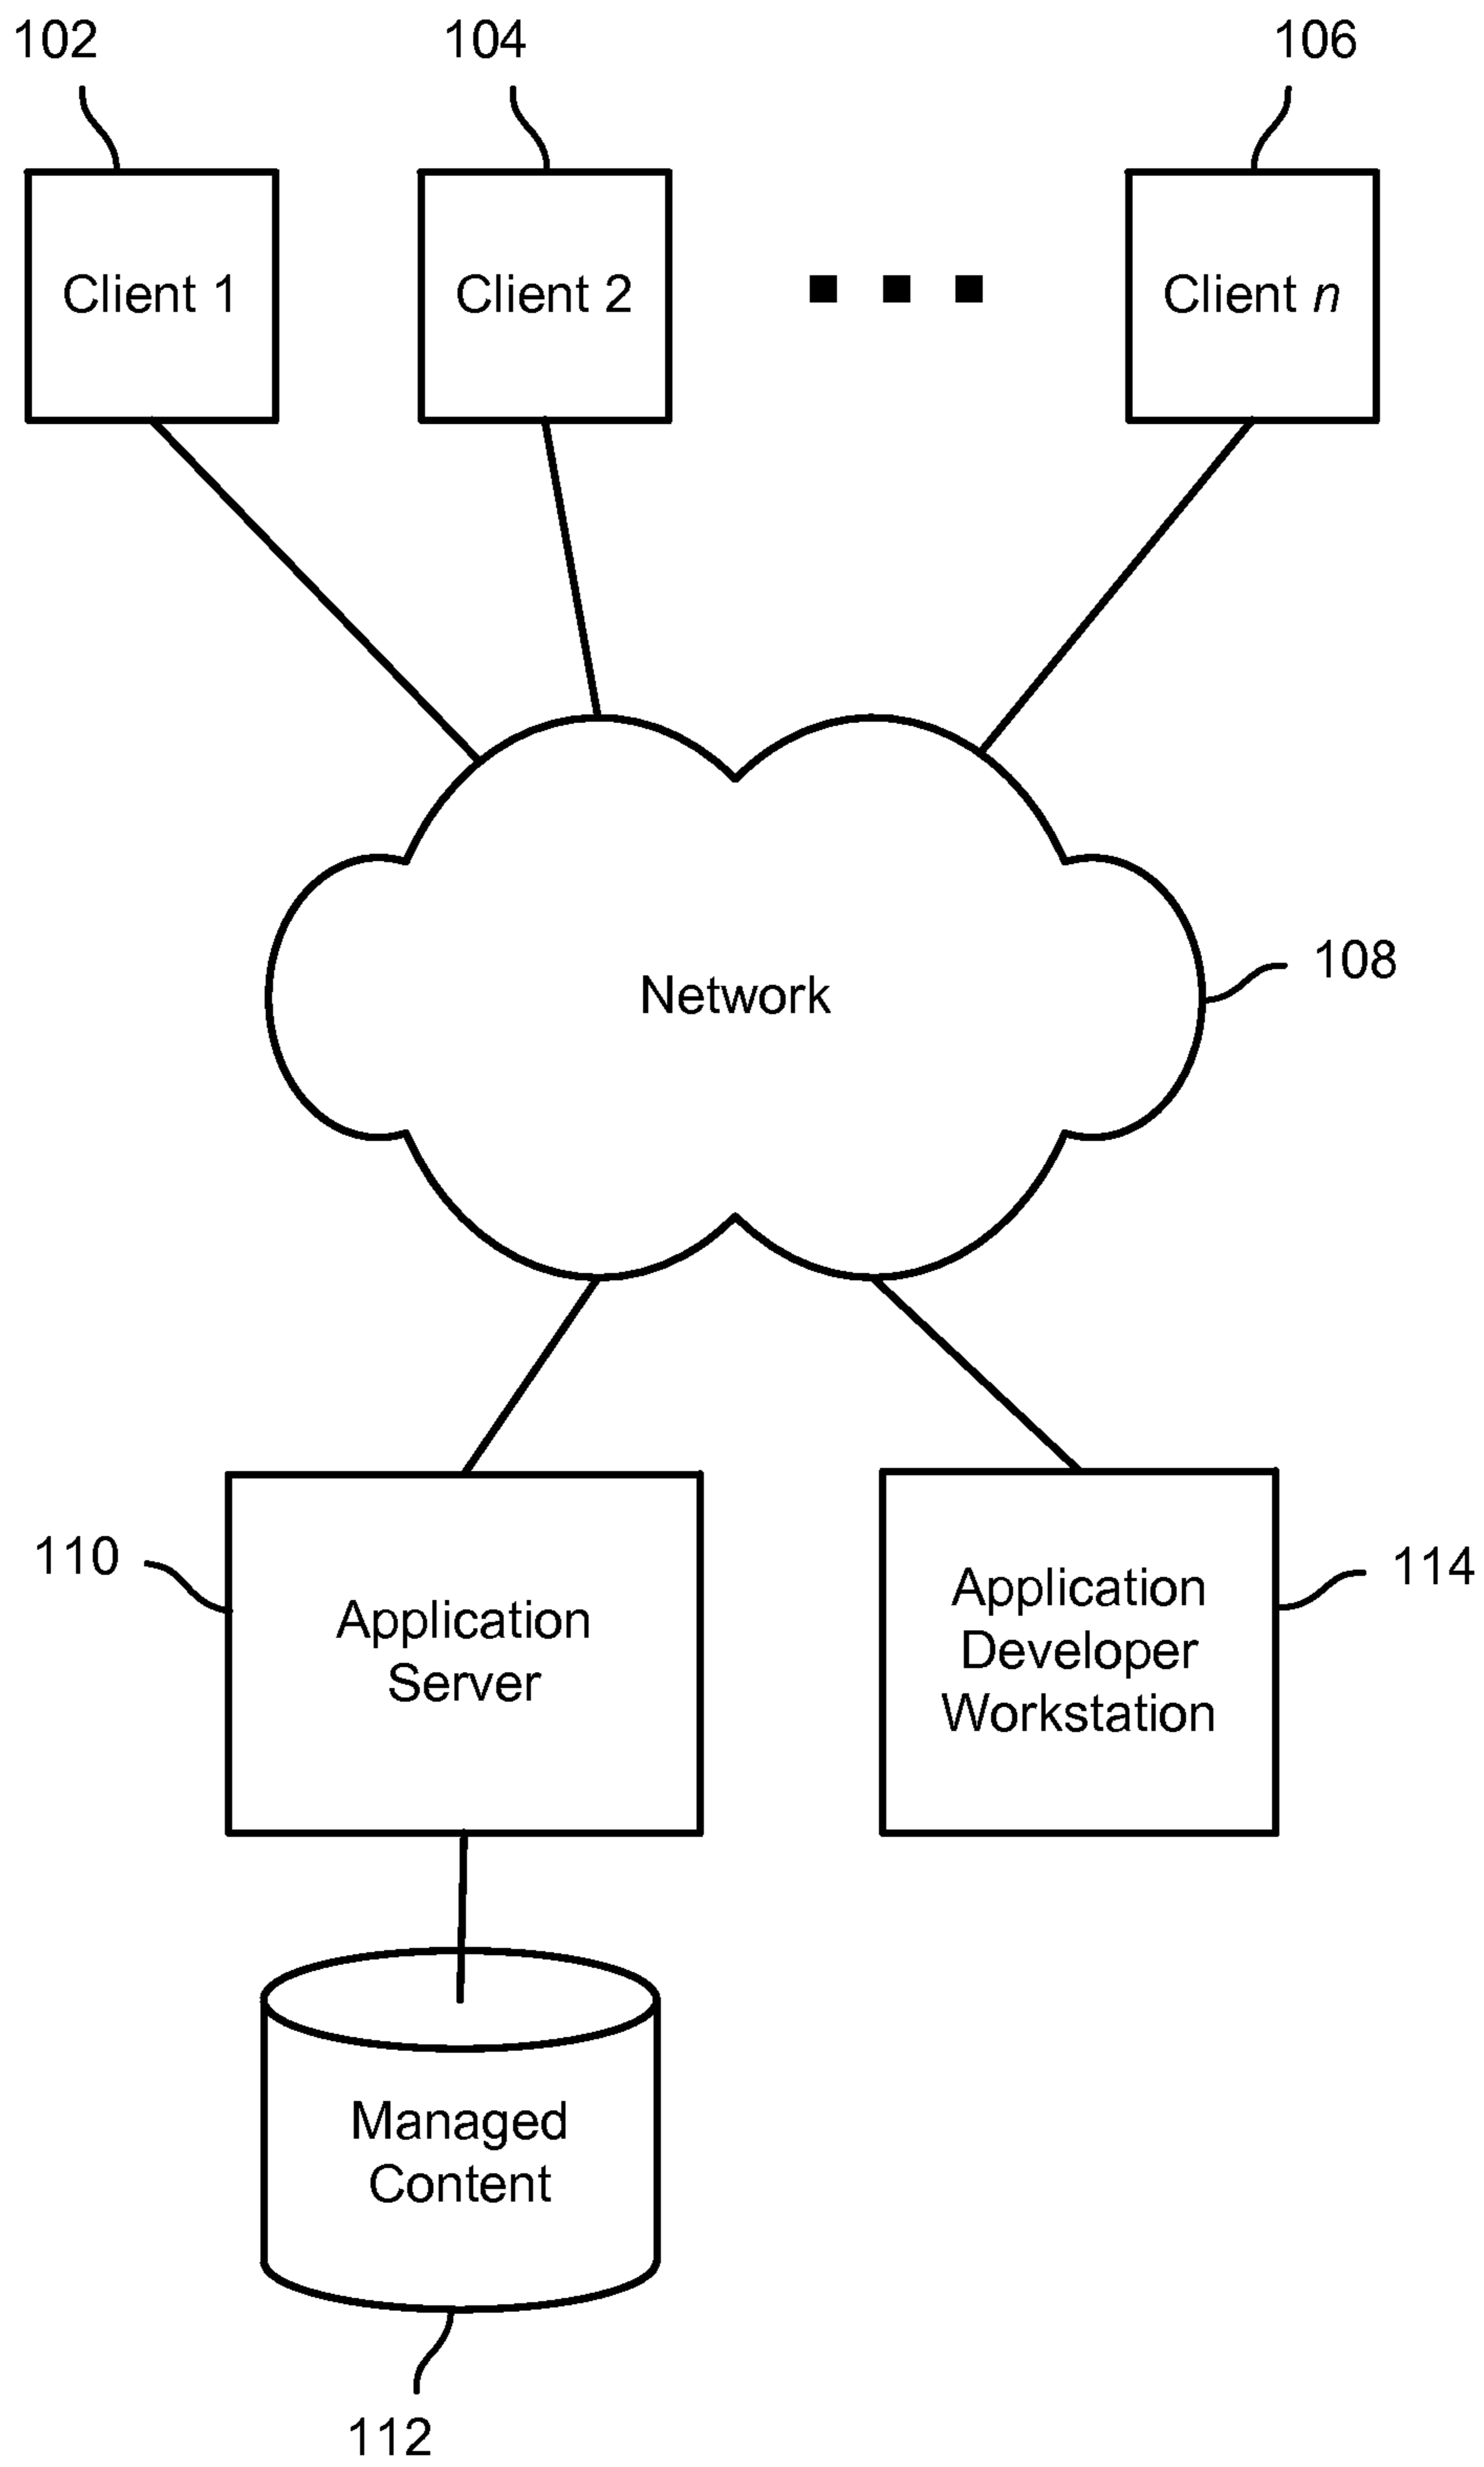 102
104
106
Client 1
Client 2
Client n
Network
108
110
Application
Server
Application
Developer
Workstation
114
Managed
Content
112